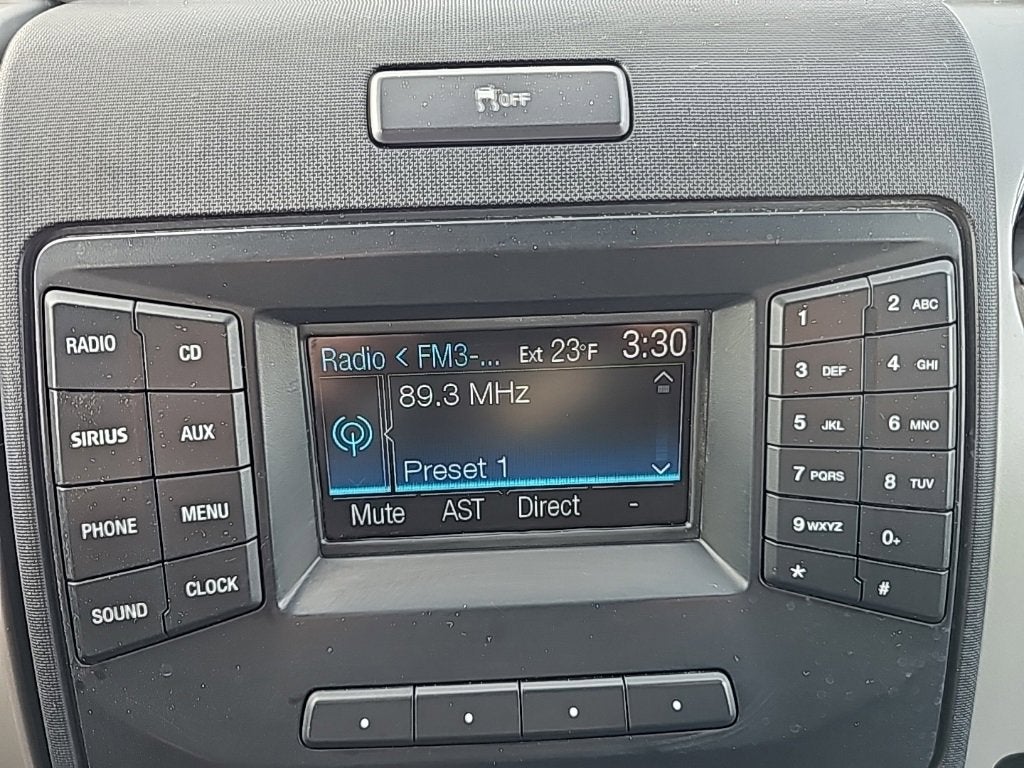 OFF
Radio < FM3-... Ext 23°F 3:30
89.3 MHz
Preset 1
Mute AST Direct -
RADIO CD
SIRIUS AUX
PHONE MENU
SOUND CLOCK
1 2 ABC
3 DEF 4 GHI
5 JKL 6 MNO
7 PQRS 8 TUV
9 WXYZ 0+
* #